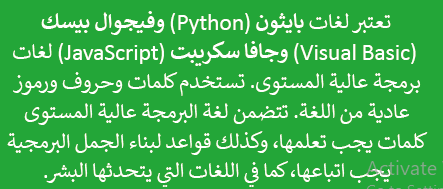 تعتبر لغات بايثون (Python) وفيجوال بيسك
(Visual Basic) وجافا سكريبت (JavaScript) لغات
برمجة عالية المستوى. تستخدم كلمات وحروف ورموز
عادية من اللغة. تتضمن لغة البرمجة عالية المستوى
كلمات يجب تعلمها، وكذلك قواعد لبناء الجمل البرمجية
يجب اتباعها، كما في اللغات التي يتحدثها البشر.
Activate